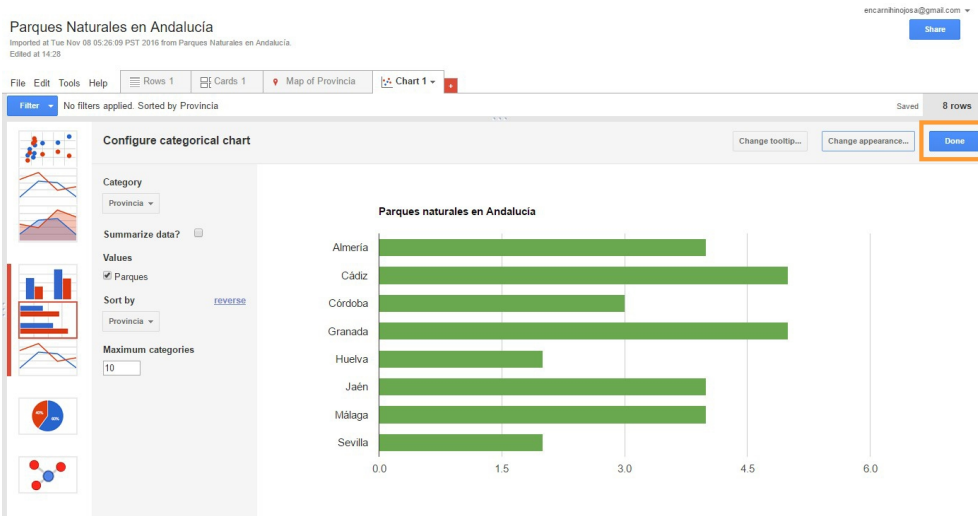 encarnihinojosa@gmail.com
Parques Naturales en Andalucía
Share
Imported at Tue Nov 08 05:26:09 PST 2016 from Parques Naturales en Andalucía.
Edited at 14:28
File Edit Tools Help Rows 1 Cards 1 Map of Provincia Chart 1
Filter No filters applied. Sorted by Provincia Saved 8 rows
Configure categorical chart Change tooltip... Change appearance... Done
Category
Provincia
Summarize data?
Values
Parques
Sort by reverse
Provincia
Maximum categories
10
Parques naturales en Andalucía
Almería
Cádiz
Córdoba
Granada
Huelva
Jaén
Málaga
Sevilla
0.0 1.5 3.0 4.5 6.0